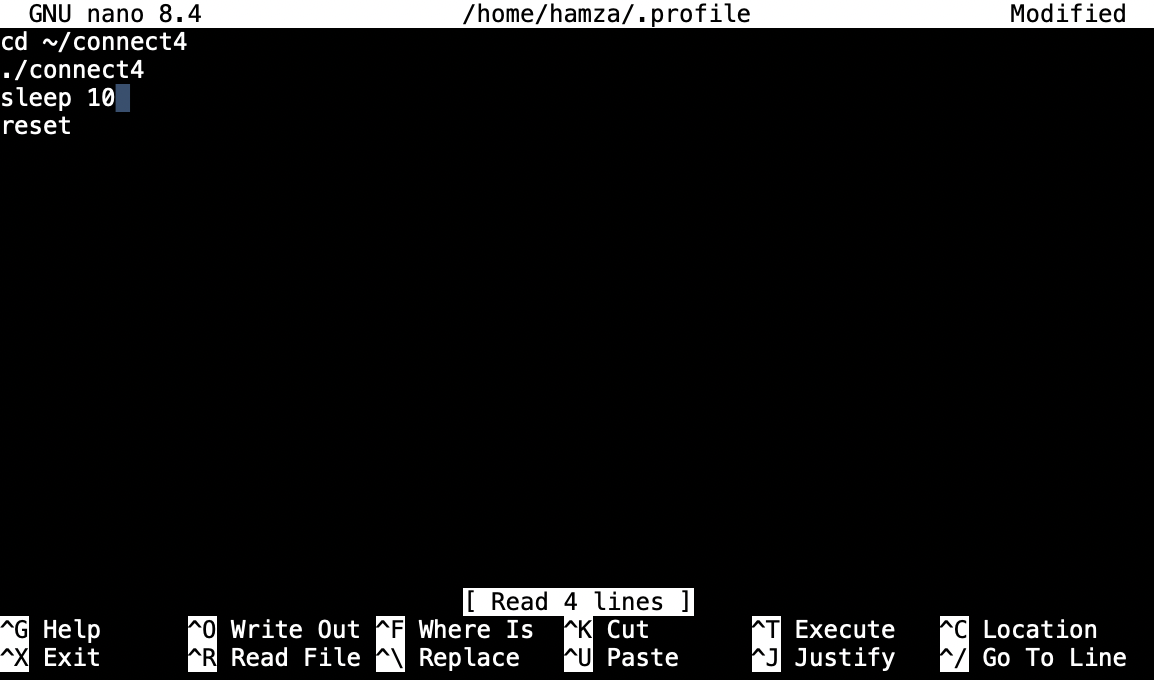 GNU nano 8.4 /home/hamza/.profile Modified
cd ~/connect4
./connect4
sleep 10
reset
[ Read 4 lines ]
^G Help ^O Write Out ^F Where Is ^K Cut ^T Execute ^C Location
^X Exit ^R Read File ^\ Replace ^U Paste ^J Justify ^/ Go To Line